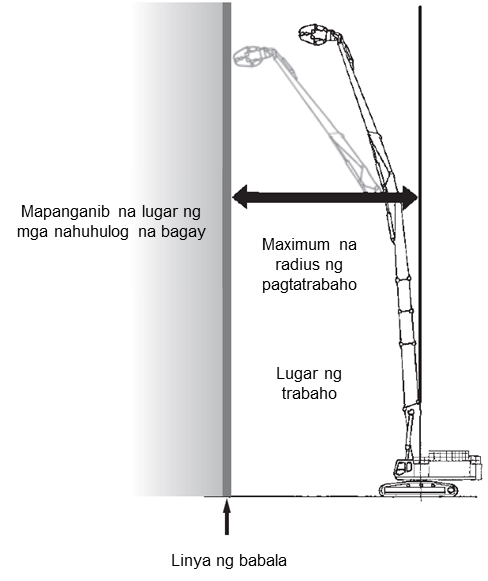 Mapanganib na lugar ng
mga nahuhulog na bagay
Maximum na
radius ng
pagtatrabaho
Lugar ng
trabaho
Linya ng babala